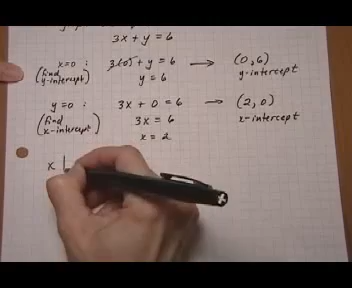 3x + y = 6
x=0 : 3(0) + y = 6 → (0,6)
(find y-intercept) y = 6 y-intercept
y=0 : 3x + 0 = 6 → (2,0)
(find x-intercept) 3x = 6 x-intercept
x = 2
x |